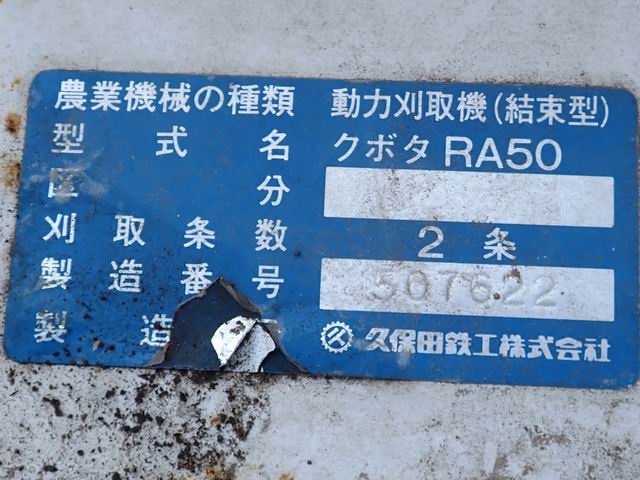 農業機械の種類 動力刈取機(結束型)
型式名 クボタ RA50
区分
刈取条数 2条
製造番号 507622
製造 久保田鉄工株式会社